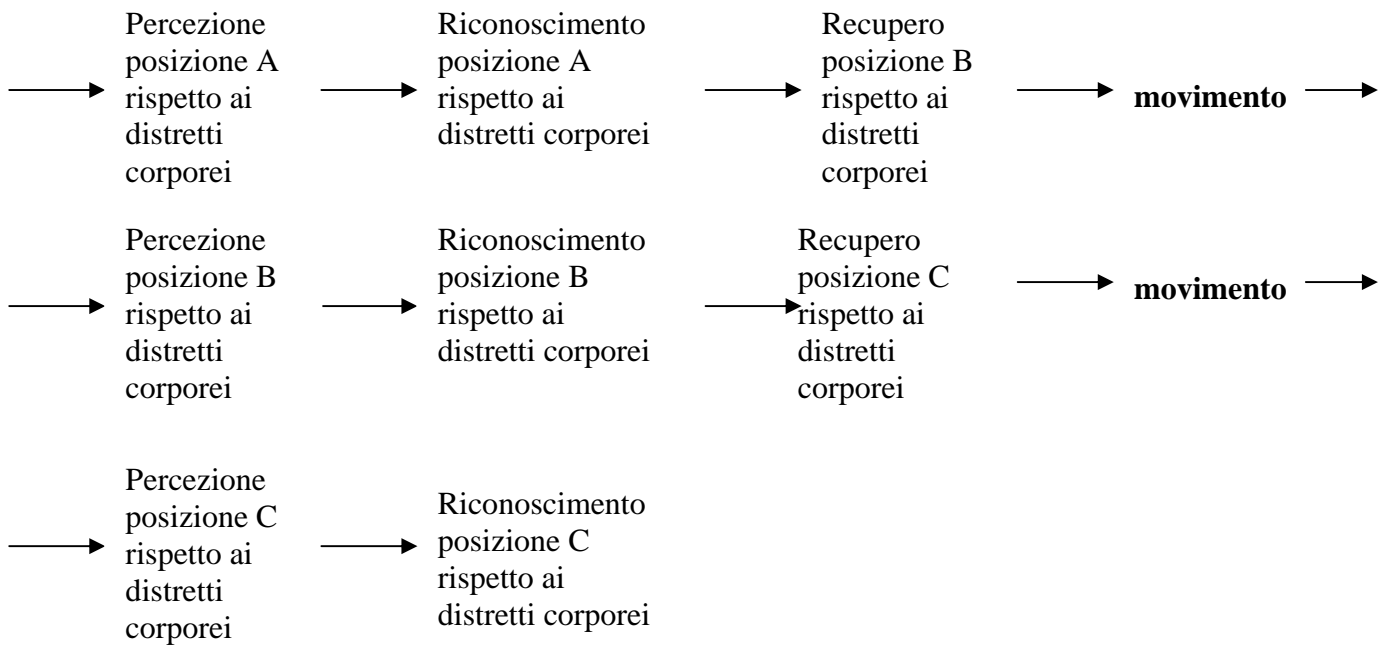 Percezione
posizione A
rispetto ai
distretti
corporei
Riconoscimento
posizione A
rispetto ai
distretti corporei
Recupero
posizione B
rispetto ai
distretti
corporei
movimento
Percezione
posizione B
rispetto ai
distretti
corporei
Riconoscimento
posizione B
rispetto ai
distretti corporei
Recupero
posizione C
rispetto ai
distretti
corporei
movimento
Percezione
posizione C
rispetto ai
distretti
corporei
Riconoscimento
posizione C
rispetto ai
distretti corporei